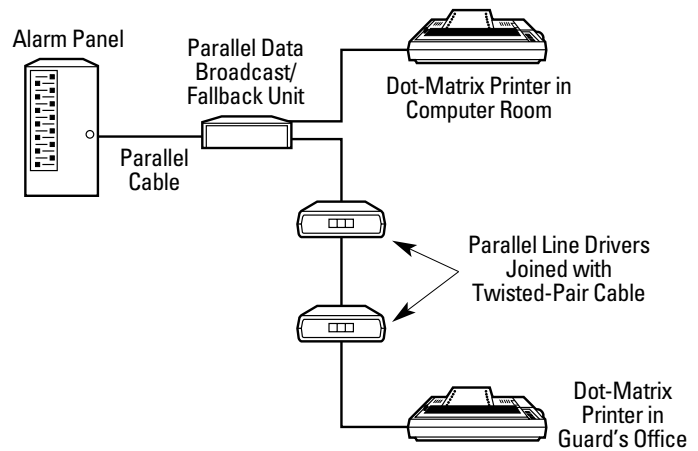 Alarm Panel
Parallel Data
Broadcast/
Fallback Unit
Dot-Matrix Printer in
Computer Room
Parallel
Cable
Parallel Line Drivers
Joined with
Twisted-Pair Cable
Dot-Matrix
Printer in
Guard's Office